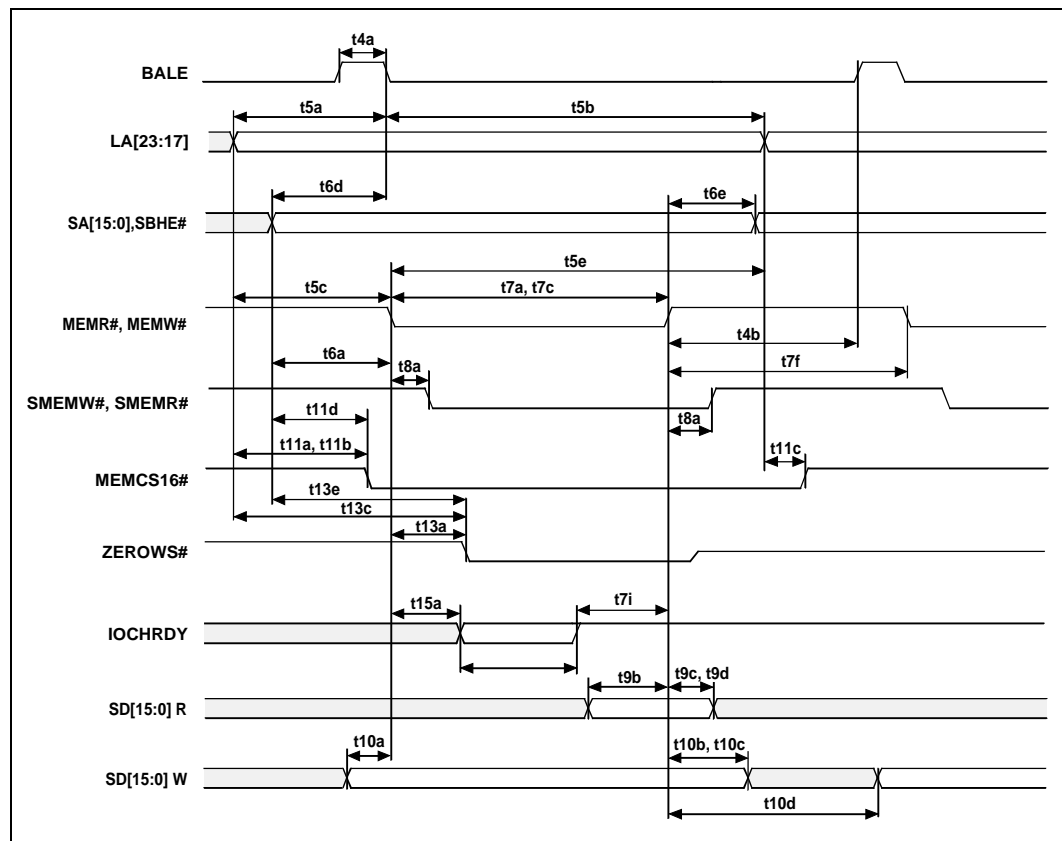 t4a
BALE
t5a
t5b
LA[23:17]
t6d
t6e
SA[15:0],SBHE#
t5e
t5c
t7a, t7c
MEMR#, MEMW#
t4b
t6a
t7f
t8a
SMEMW#, SMEMR#
t11d
t8a
t11a, t11b
t11c
MEMCS16#
t13e
t13c
t13a
ZEROWS#
t7i
t15a
IOCHRDY
t9b
t9c, t9d
SD[15:0] R
t10a
t10b, t10c
SD[15:0] W
t10d